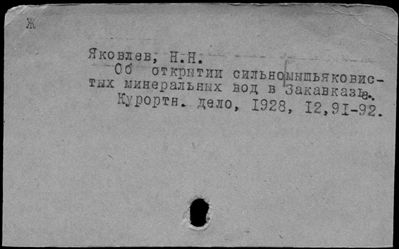 Ж
Яковлев, Н.Н.
Об открытии сильномышьяковис-
тых минеральных вод в Закавказье.
Курортн. дело, 1928, 12,91-92.